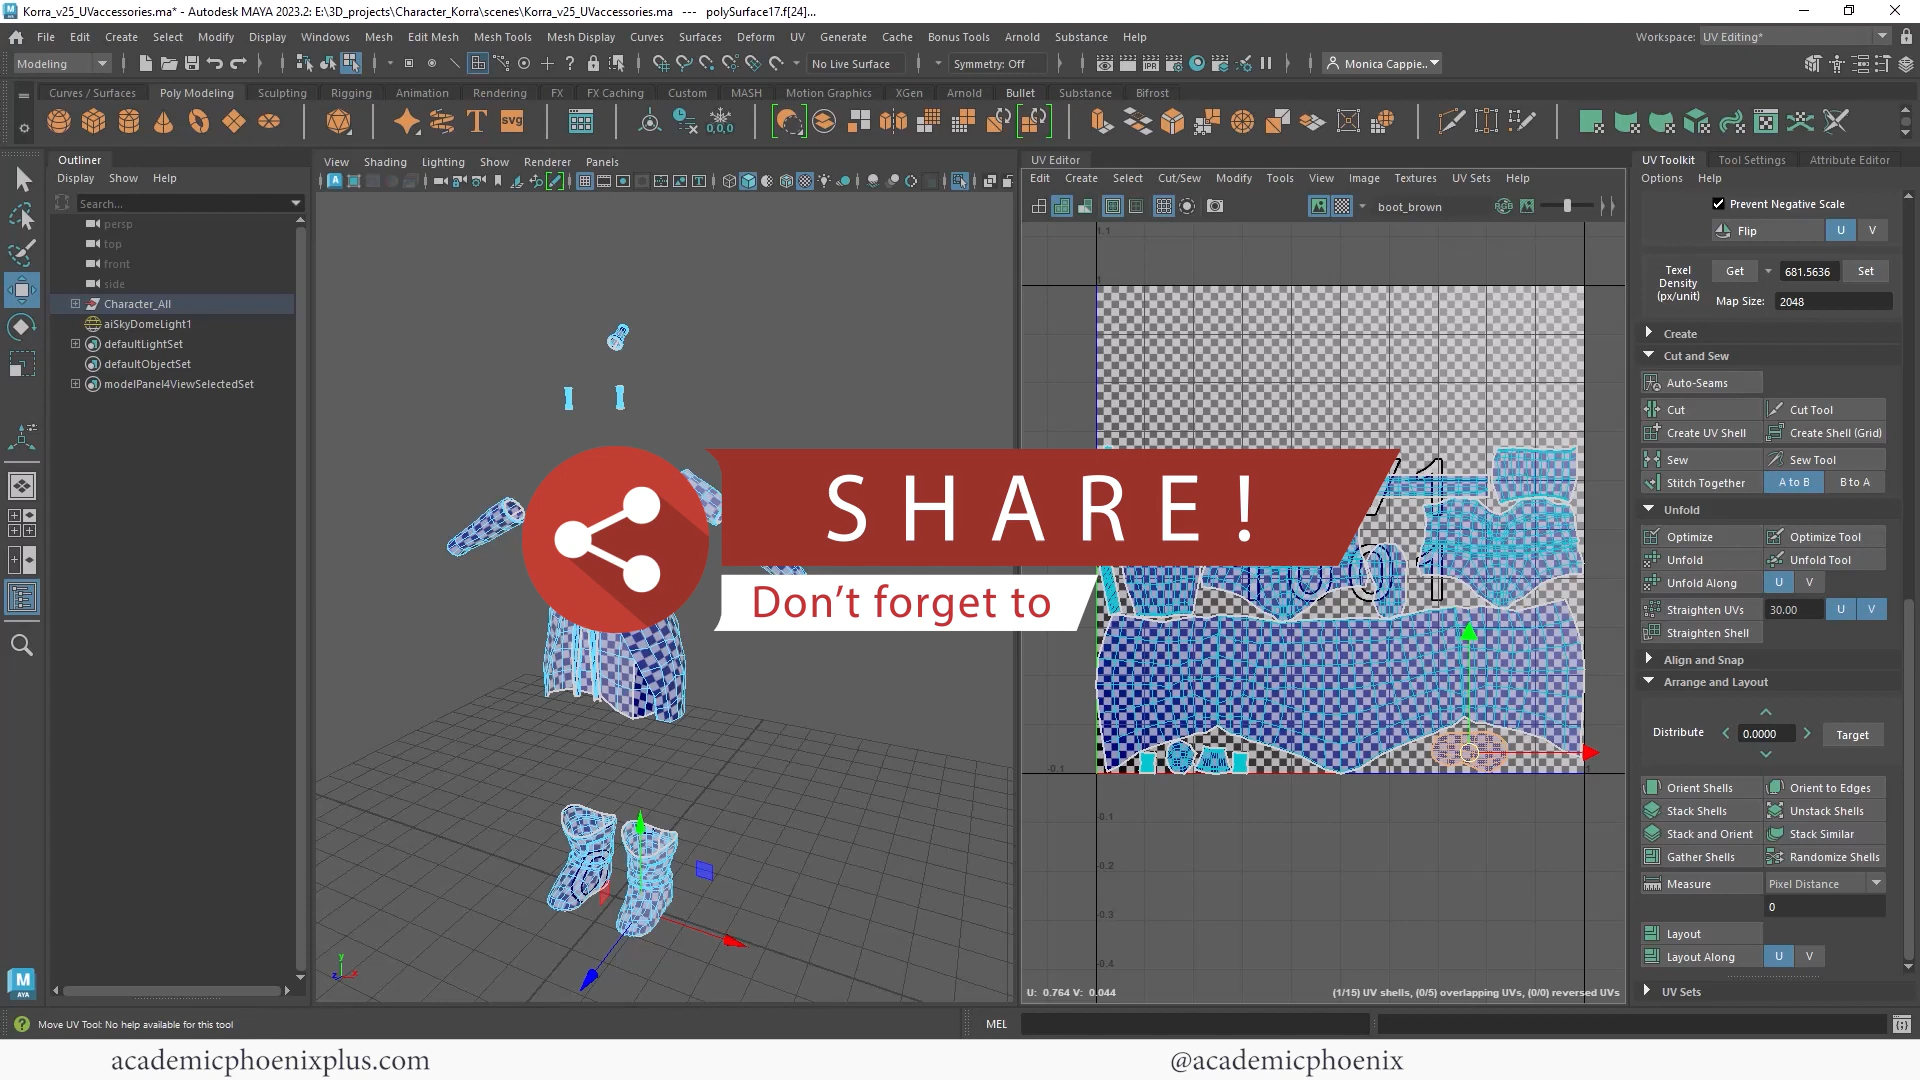 Korra_v25_UVaccessories.ma* - Autodesk MAYA 2023.2: E:\3D_projects\Character_Korra\scenes\Korra_v25_UVaccessories.ma --- polySurface17.f[24]...
File Edit Create Select Modify Display Windows Mesh Edit Mesh Mesh Tools Mesh Display Curves Surfaces Deform UV Generate Cache Bonus Tools Arnold Substance Help Workspace: UV Editing*
Modeling No Live Surface Symmetry: Off Monica Cappie...
Curves / Surfaces Poly Modeling Sculpting Rigging Animation Rendering FX FX Caching Custom MASH Motion Graphics XGen Arnold Bullet Substance Bifrost
T svg 0,0,0
Outliner
Display Show Help
Search...
persp
top
front
side
Character_All
aiSkyDomeLight1
defaultLightSet
defaultObjectSet
modelPanel4ViewSelectedSet
View Shading Lighting Show Renderer Panels
UV Editor
Edit Create Select Cut/Sew Modify Tools View Image Textures UV Sets Help
boot_brown
UV Toolkit Tool Settings Attribute Editor
Options Help
Prevent Negative Scale
Flip U V
Texel Density (px/unit)
Get 681.5636 Set
Map Size: 2048
Create
Cut and Sew
Auto-Seams
Cut Cut Tool
Create UV Shell Create Shell (Grid)
Sew Sew Tool
Stitch Together A to B B to A
Unfold
Optimize Optimize Tool
Unfold Unfold Tool
Unfold Along U V
Straighten UVs 30.00 U V
Straighten Shell
Align and Snap
Arrange and Layout
Distribute 0.0000 Target
Orient Shells Orient to Edges
Stack Shells Unstack Shells
Stack and Orient Stack Similar
Gather Shells Randomize Shells
Measure Pixel Distance
0
Layout
Layout Along U V
UV Sets
SHARE!
Don't forget to
1001
U: 0.764 V: 0.044 (1/15) UV shells, (0/5) overlapping UVs, (0/0) reversed UVs
Move UV Tool: No help available for this tool
MEL
academicphoenixplus.com
@academicphoenix